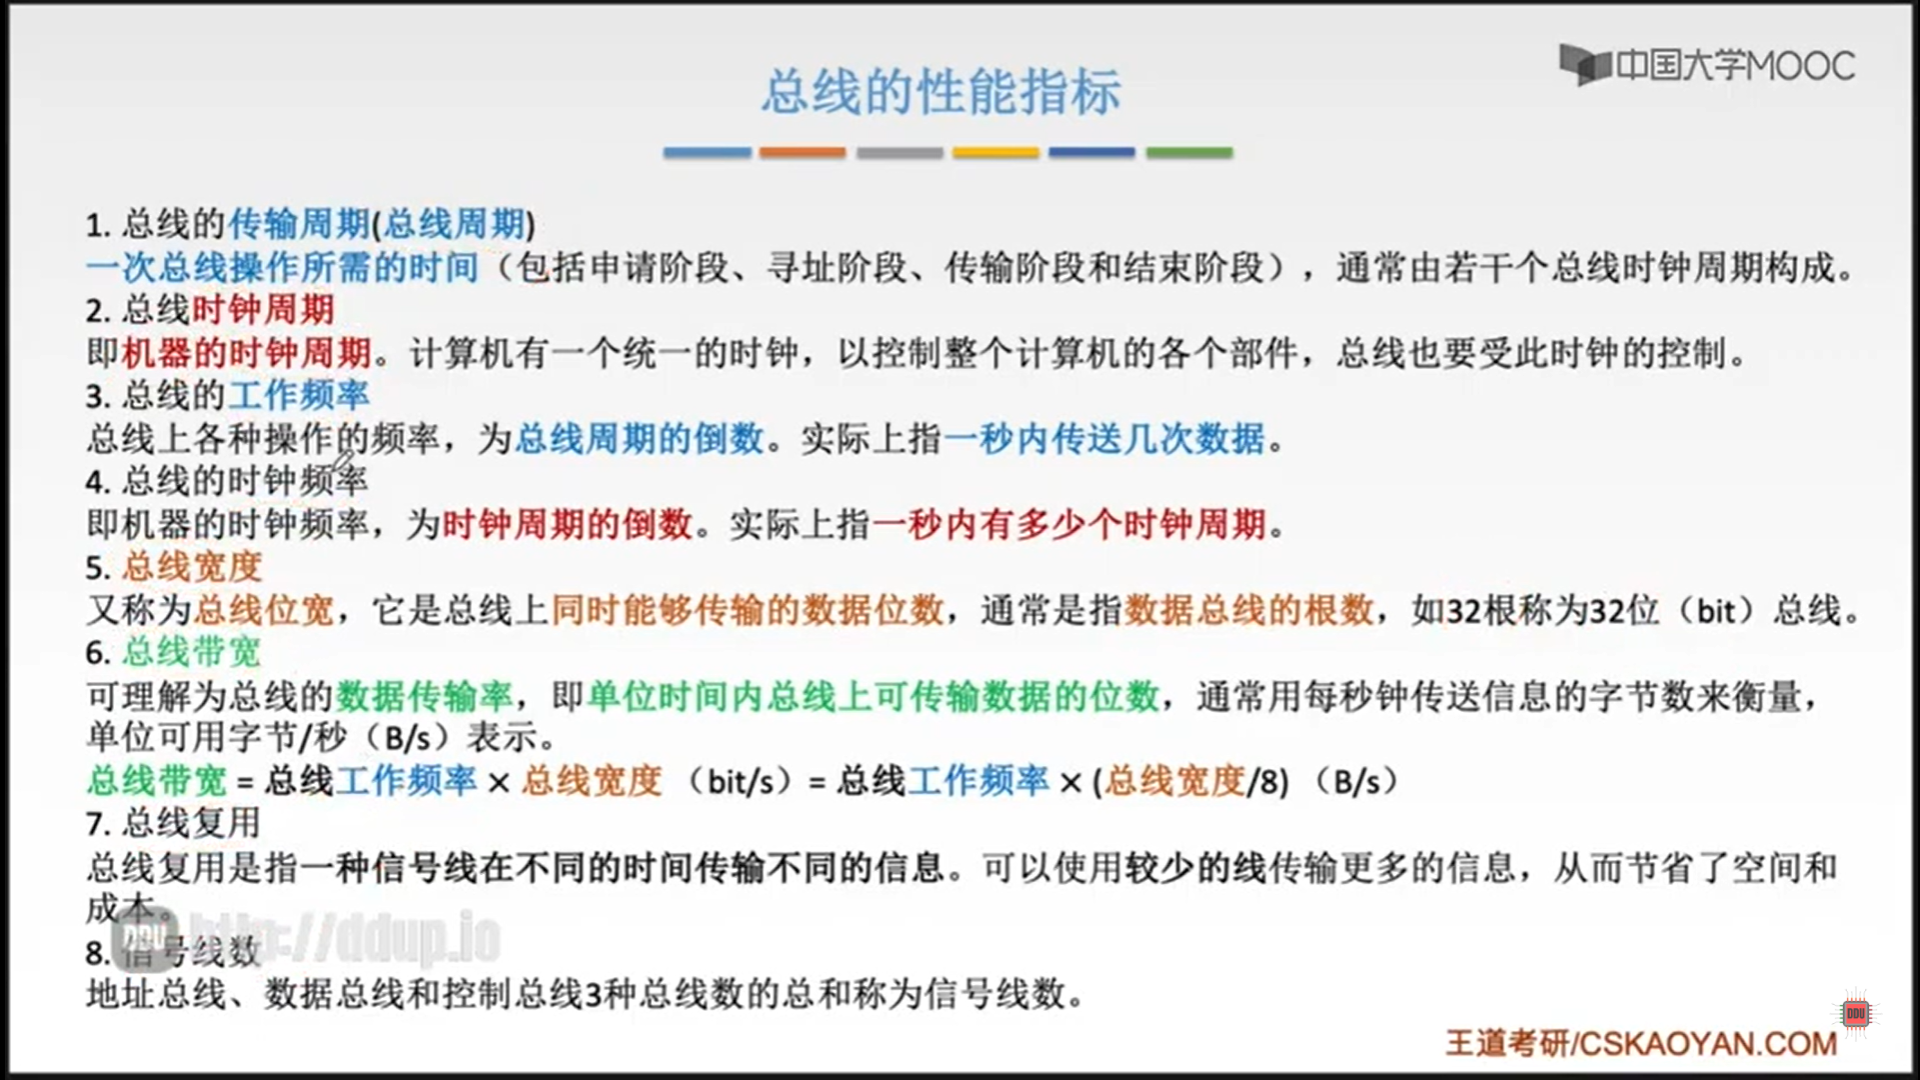 中国大学MOOC
总线的性能指标
1. 总线的传输周期(总线周期)
一次总线操作所需的时间（包括申请阶段、寻址阶段、传输阶段和结束阶段），通常由若干个总线时钟周期构成。
2. 总线时钟周期
即机器的时钟周期。计算机有一个统一的时钟，以控制整个计算机的各个部件，总线也要受此时钟的控制。
3. 总线的工作频率
总线上各种操作的频率，为总线周期的倒数。实际上指一秒内传送几次数据。
4. 总线的时钟频率
即机器的时钟频率，为时钟周期的倒数。实际上指一秒内有多少个时钟周期。
5. 总线宽度
又称为总线位宽，它是总线上同时能够传输的数据位数，通常是指数据总线的根数，如32根称为32位（bit）总线。
6. 总线带宽
可理解为总线的数据传输率，即单位时间内总线上可传输数据的位数，通常用每秒钟传送信息的字节数来衡量，
单位可用字节/秒（B/s）表示。
总线带宽 = 总线工作频率 × 总线宽度 （bit/s）= 总线工作频率 × (总线宽度/8) （B/s）
7. 总线复用
总线复用是指一种信号线在不同的时间传输不同的信息。可以使用较少的线传输更多的信息，从而节省了空间和
成本。
DDU http://ddup.io
8. 信号线数
地址总线、数据总线和控制总线3种总线数的总和称为信号线数。
DDU
王道考研/CSKAOYAN.COM